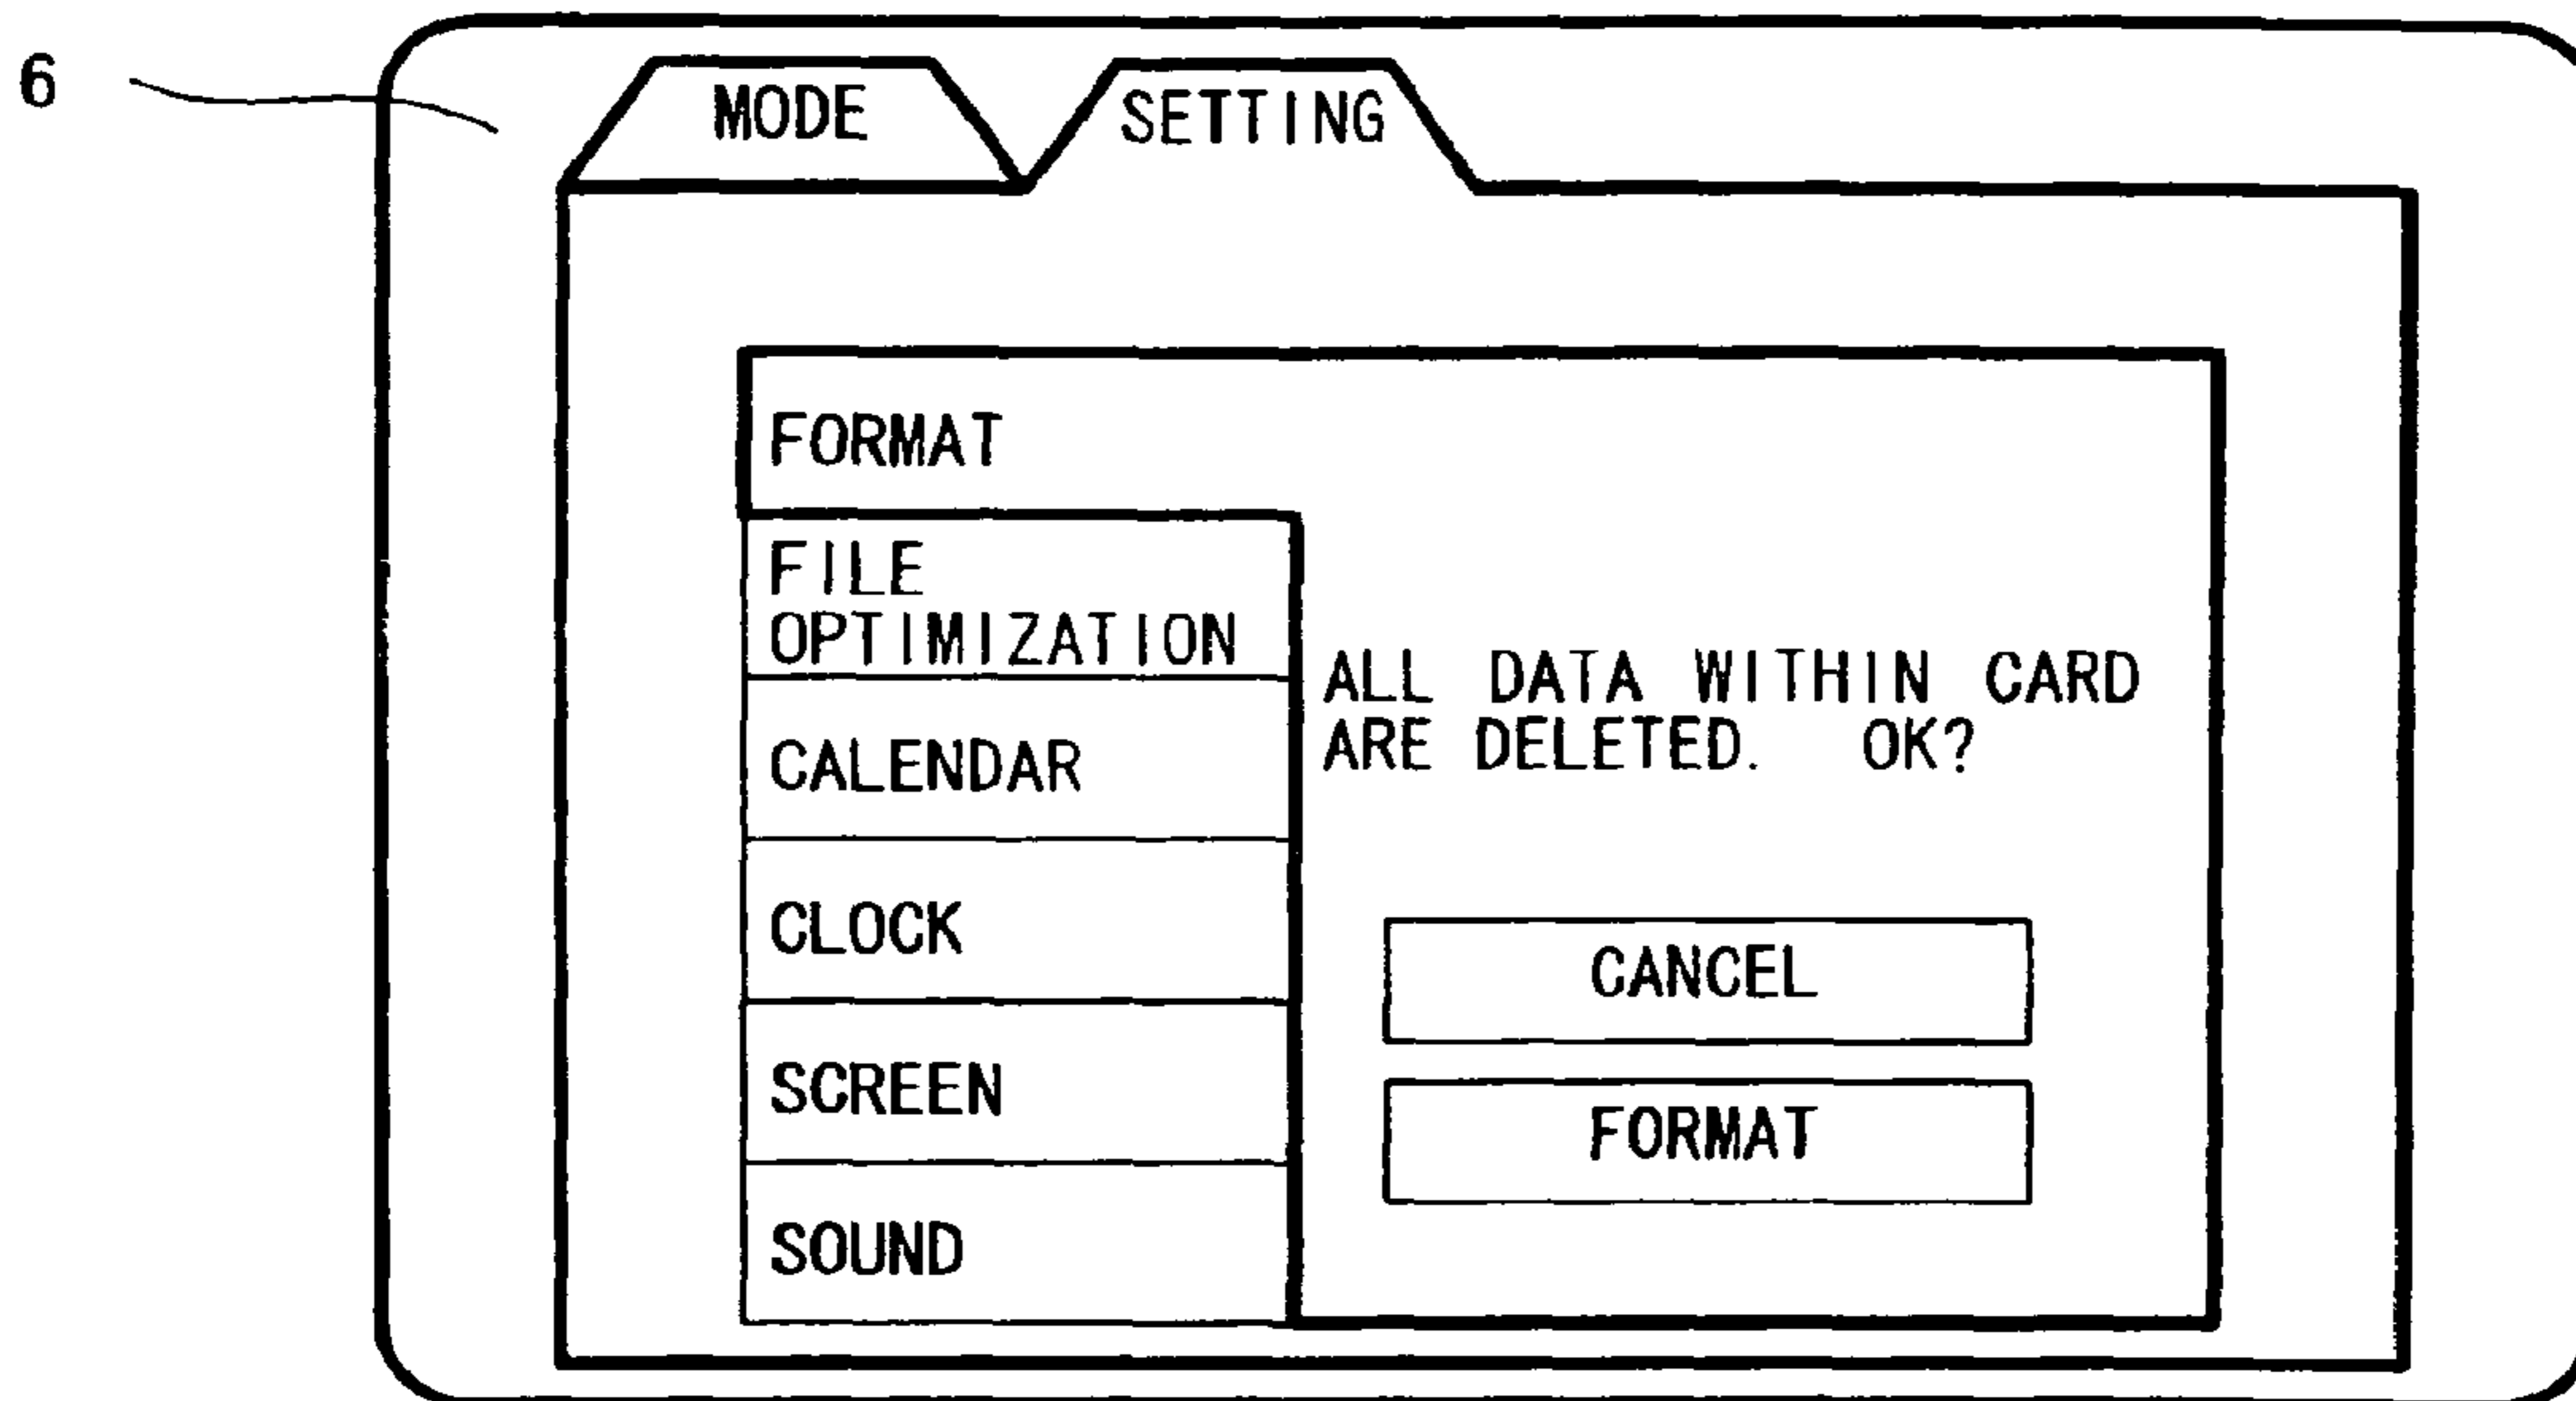 6
MODE
SETTING
FORMAT
FILE
OPTIMIZATION
CALENDAR
CLOCK
SCREEN
SOUND
ALL DATA WITHIN CARD
ARE DELETED. OK?
CANCEL
FORMAT